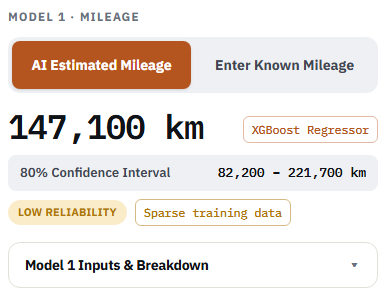 MODEL 1 · MILEAGE
AI Estimated Mileage
Enter Known Mileage
147,100 km
XGBoost Regressor
80% Confidence Interval
82,200 – 221,700 km
LOW RELIABILITY
Sparse training data
Model 1 Inputs & Breakdown